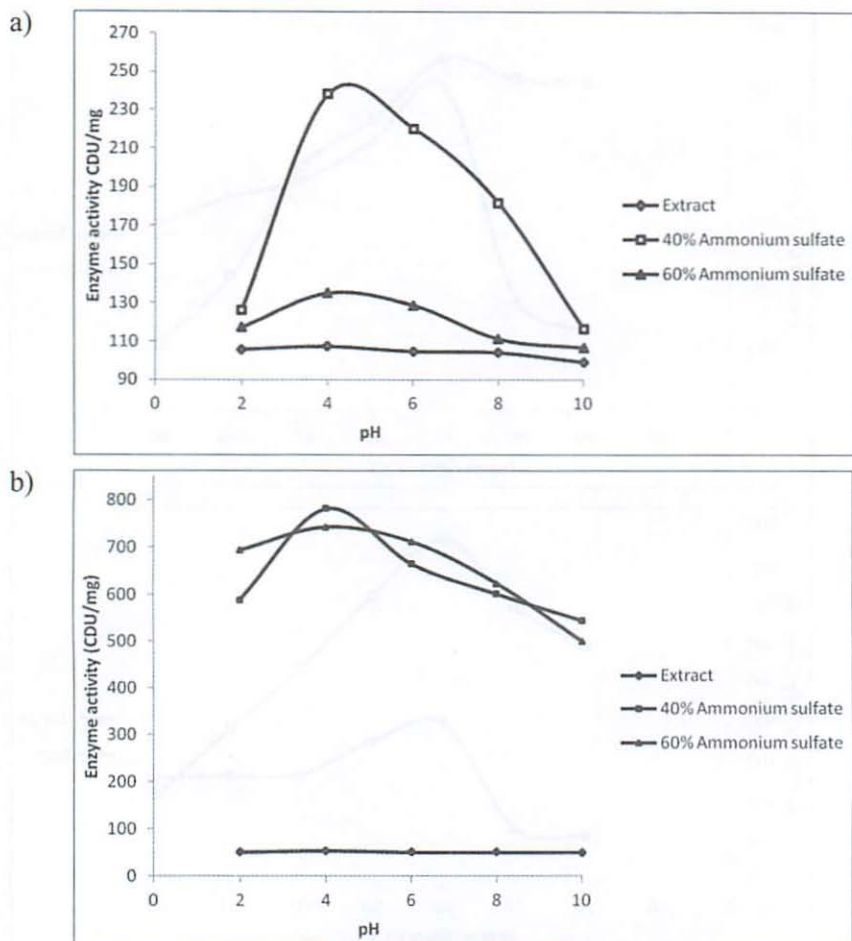 a)
270
250
230
210
190
170
150
130
110
90
Enzyme activity CDU/mg
0 2 4 6 8 10
pH
Extract
40% Ammonium sulfate
60% Ammonium sulfate
b)
800
700
600
500
400
300
200
100
0
Enzyme activity (CDU/mg)
0 2 4 6 8 10
pH
Extract
40% Ammonium sulfate
60% Ammonium sulfate